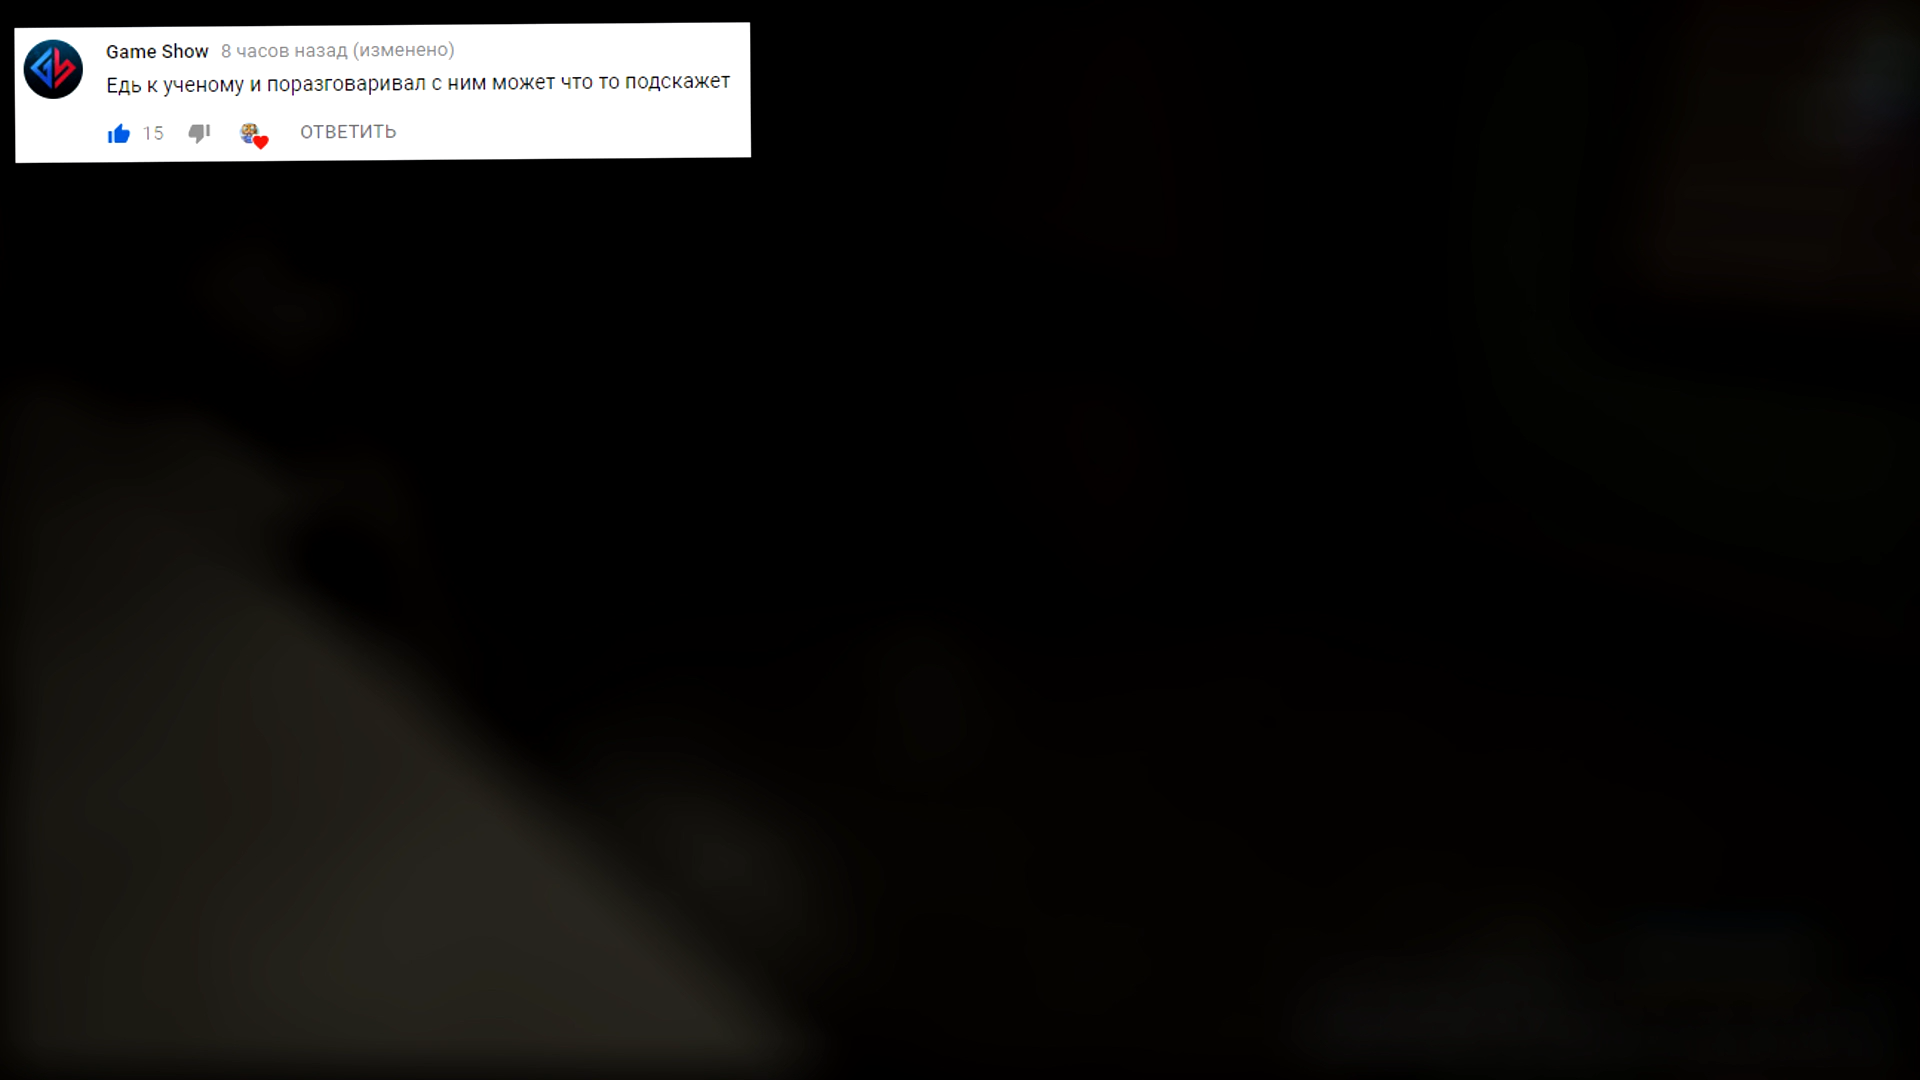 Game Show 8 часов назад (изменено)
Едь к ученому и поразговаривал с ним может что то подскажет
15 ОТВЕТИТЬ